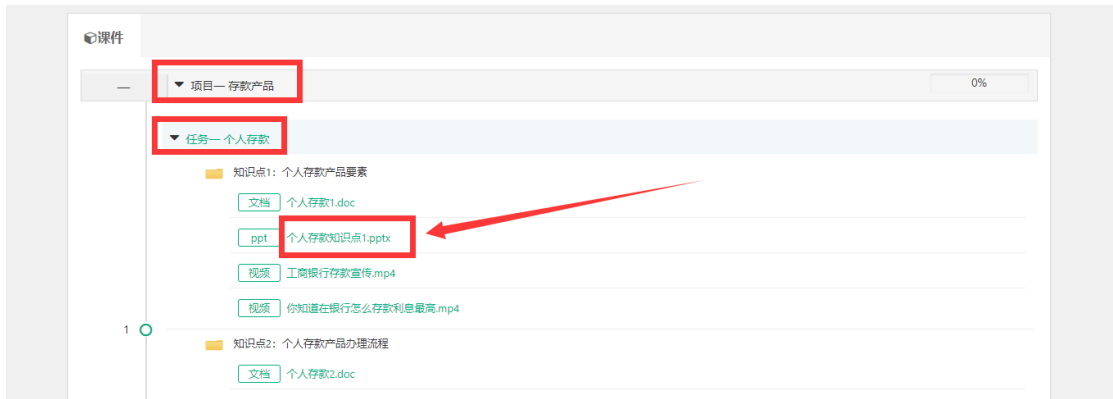 课件
— 项目一 存款产品 0%
任务一 个人存款
知识点1：个人存款产品要素
文档 个人存款1.doc
ppt 个人存款知识点1.pptx
视频 工商银行存款宣传.mp4
视频 你知道在银行怎么存款利息最高.mp4
1
知识点2：个人存款产品办理流程
文档 个人存款2.doc